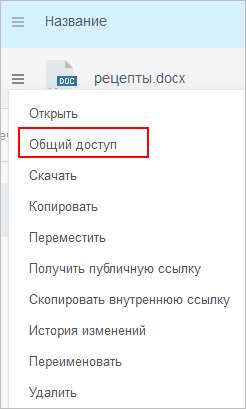 Название
DOC
рецепты.docx
Открыть
Общий доступ
Скачать
Копировать
Переместить
Получить публичную ссылку
Скопировать внутреннюю ссылку
История изменений
Переименовать
Удалить